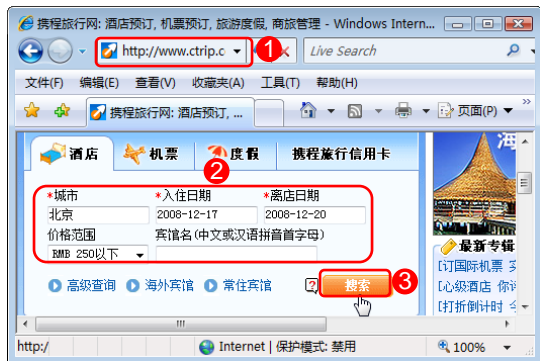 携程旅行网: 酒店预订, 机票预订, 旅游度假, 商旅管理 - Windows Intern...
http://www.ctrip.c
1
Live Search
文件(F) 编辑(E) 查看(V) 收藏夹(A) 工具(T) 帮助(H)
携程旅行网: 酒店预订, ...
页面(P)
酒店 机票 度假 携程旅行信用卡
海
2
*城市 *入住日期 *离店日期
北京 2008-12-17 2008-12-20
价格范围 宾馆名(中文或汉语拼音首字母)
RMB 250以下
最新专辑
高级查询 海外宾馆 常住宾馆 ? 搜索
3
[订国际机票
[心级酒店 你
[打折倒计时
http:/ Internet | 保护模式: 禁用 100%